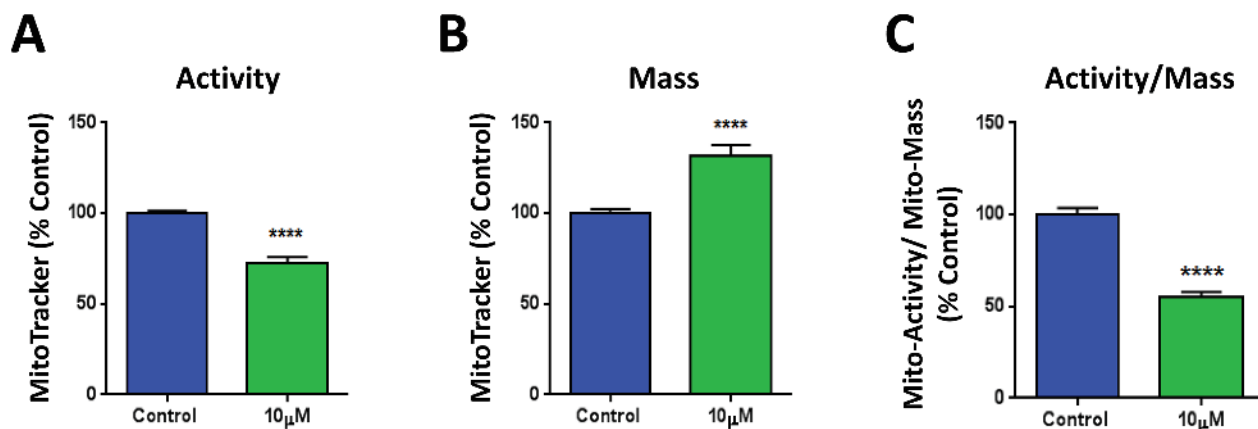 A
Activity
MitoTracker (% Control)
150
100
50
0
****
Control
10µM
B
Mass
MitoTracker (% Control)
150
100
50
0
****
Control
10µM
C
Activity/Mass
Mito-Activity/ Mito-Mass
(% Control)
150
100
50
0
****
Control
10µM